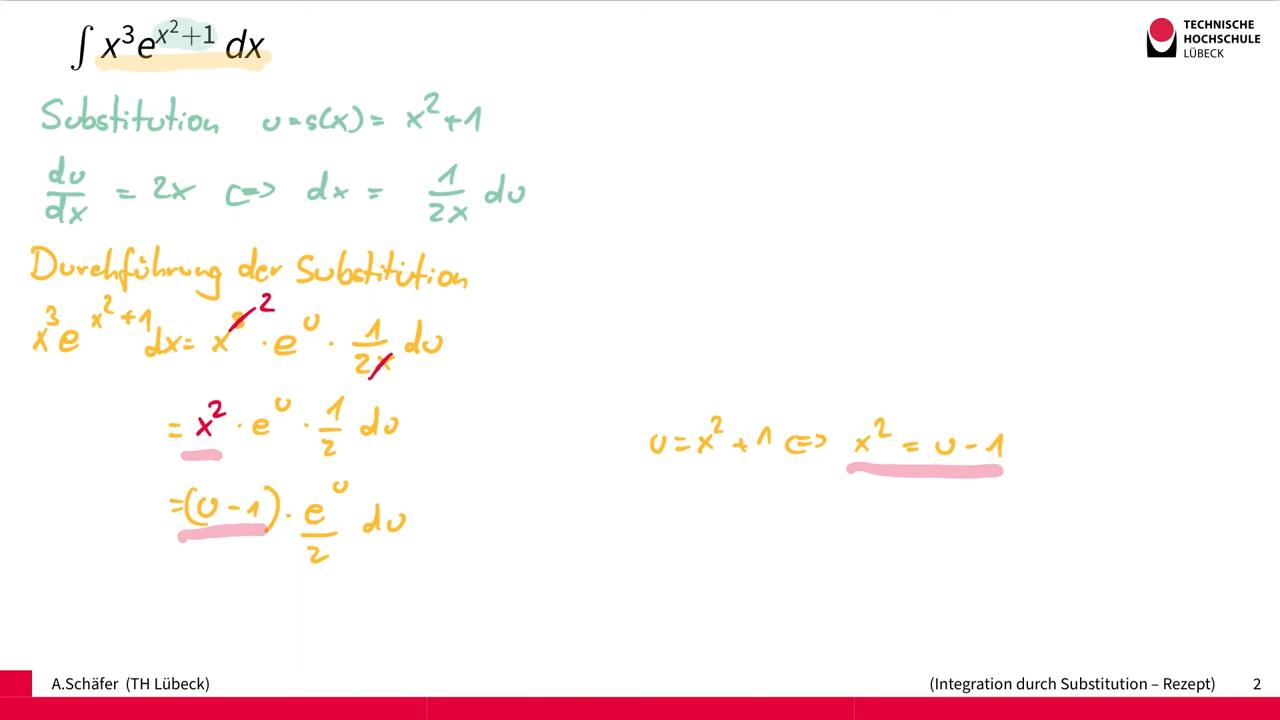 ∫ x³e^(x²+1) dx
TECHNISCHE
HOCHSCHULE
LÜBECK
Substitution u = s(x) = x² + 1
du/dx = 2x ⇔ dx = 1/(2x) du
Durchführung der Substitution
x³e^(x²+1) dx = x³ ² · e^u · 1/(2x) du
= x² · e^u · 1/2 du
u = x² + 1 ⇔ x² = u - 1
= (u - 1) · e^u/2 du
A.Schäfer (TH Lübeck)
(Integration durch Substitution – Rezept) 2